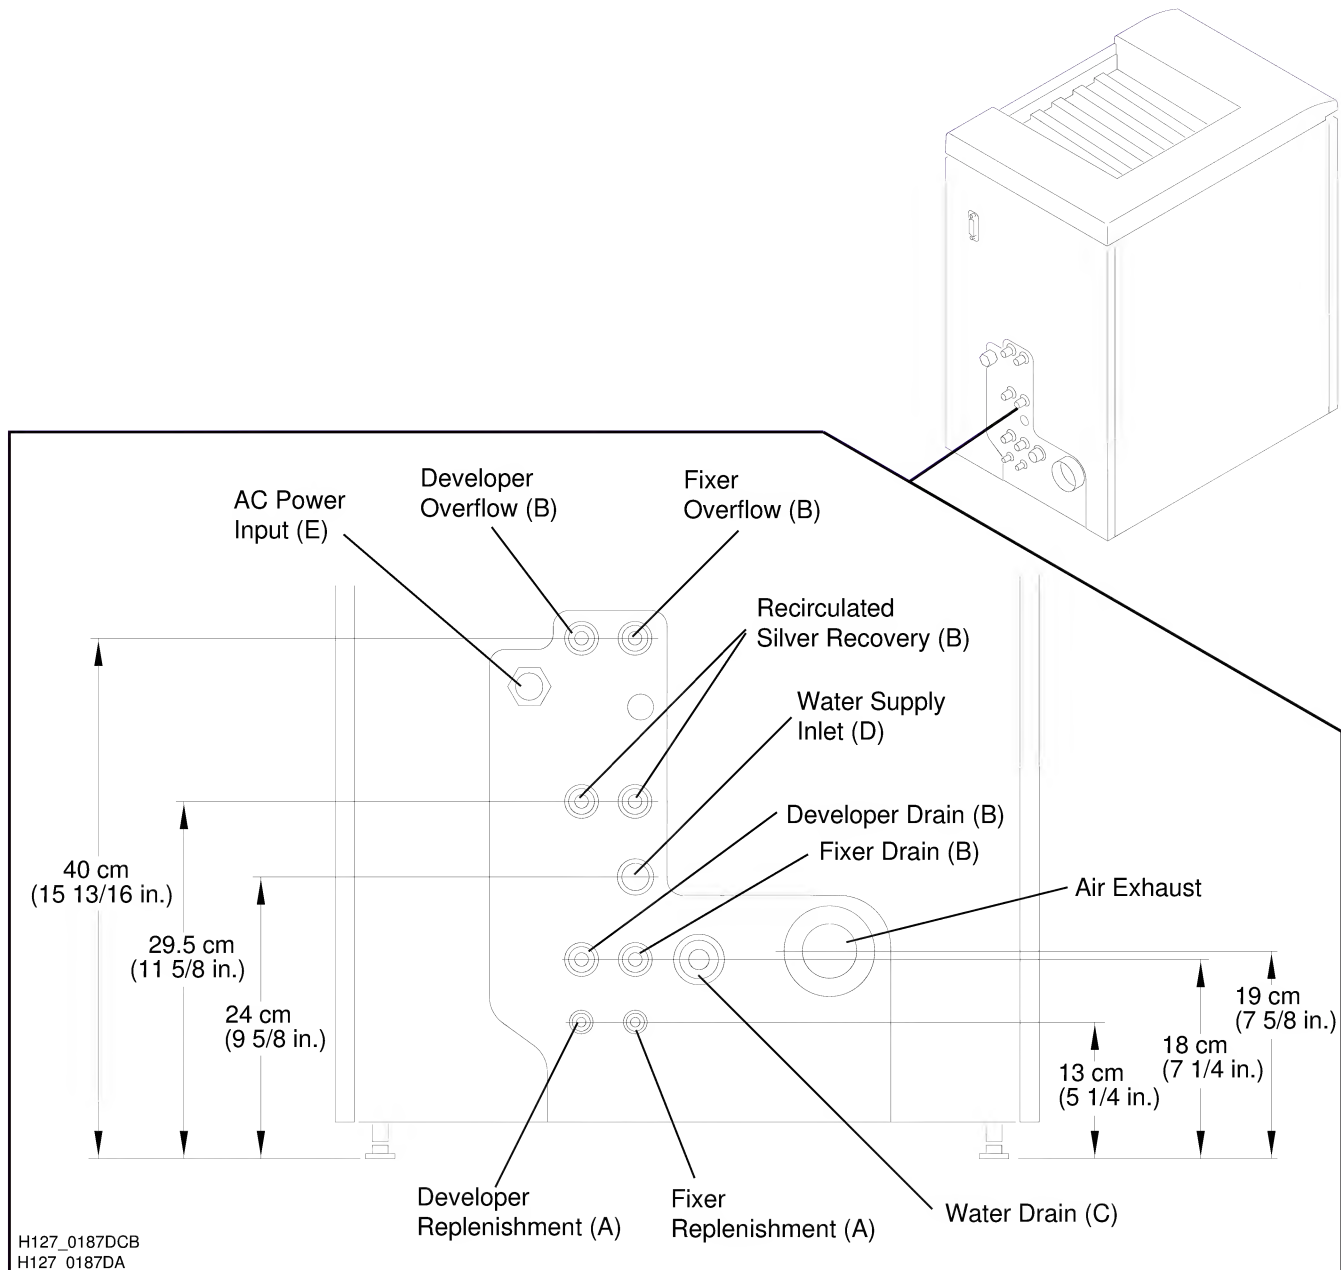 Developer
Overflow (B)
Fixer
Overflow (B)
AC Power
Input (E)
Recirculated
Silver Recovery (B)
Water Supply
Inlet (D)
Developer Drain (B)
Fixer Drain (B)
Air Exhaust
40 cm
(15 13/16 in.)
29.5 cm
(11 5/8 in.)
24 cm
(9 5/8 in.)
19 cm
(7 5/8 in.)
18 cm
(7 1/4 in.)
13 cm
(5 1/4 in.)
Developer
Replenishment (A)
Fixer
Replenishment (A)
Water Drain (C)
H127_0187DCB
H127_0187DA